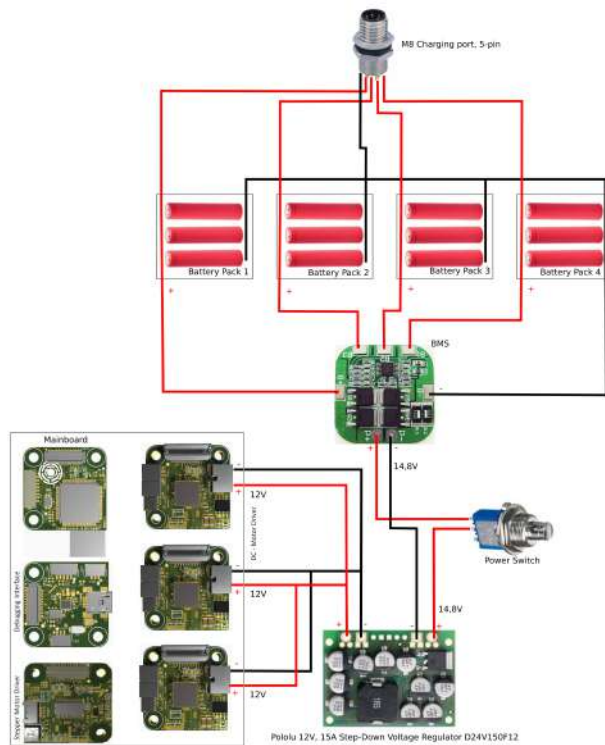 M8 Charging port, 5-pin
Battery Pack 1
Battery Pack 2
Battery Pack 3
Battery Pack 4
+
+
+
+
BMS
-
+
-
14,8V
Mainboard
-
+
12V
DC - Motor Driver
Debugging Interface
-
+
12V
Power Switch
14,8V
+
-
-
+
-
+
12V
Stepper Motor Driver
Pololu 12V, 15A Step-Down Voltage Regulator D24V150F12